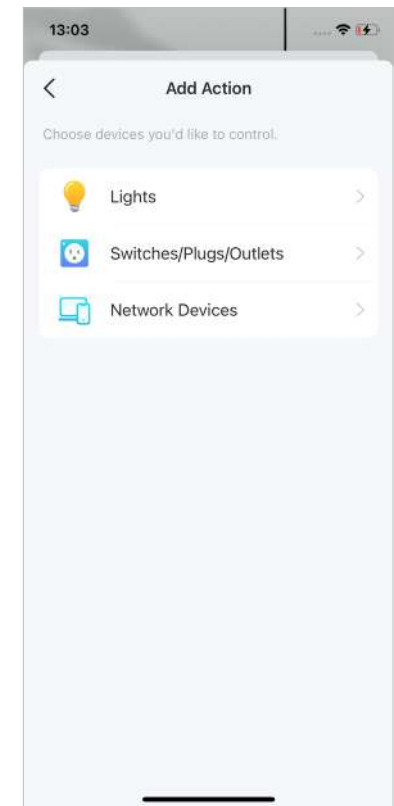 13:03
Add Action
Choose devices you'd like to control.
Lights
Switches/Plugs/Outlets
Network Devices